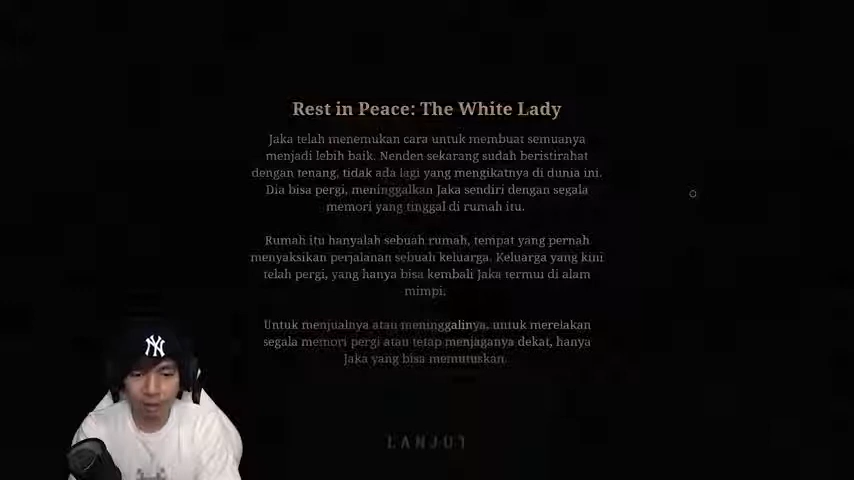 Rest in Peace: The White Lady
Jaka telah menemukan cara untuk membuat semuanya
menjadi lebih baik. Nenden sekarang sudah beristirahat
dengan tenang, tidak ada lagi yang mengikatnya di dunia ini.
Dia bisa pergi, meninggalkan Jaka sendiri dengan segala
memori yang tinggal di rumah itu.
Rumah itu hanyalah sebuah rumah, tempat yang pernah
menyaksikan perjalanan sebuah keluarga. Keluarga yang kini
telah pergi, yang hanya bisa kembali Jaka temui di alam
mimpi.
Untuk menjualnya atau meninggalinya, untuk merelakan
segala memori pergi atau tetap menjaganya dekat, hanya
Jaka yang bisa memutuskan.
NY
LANJUT